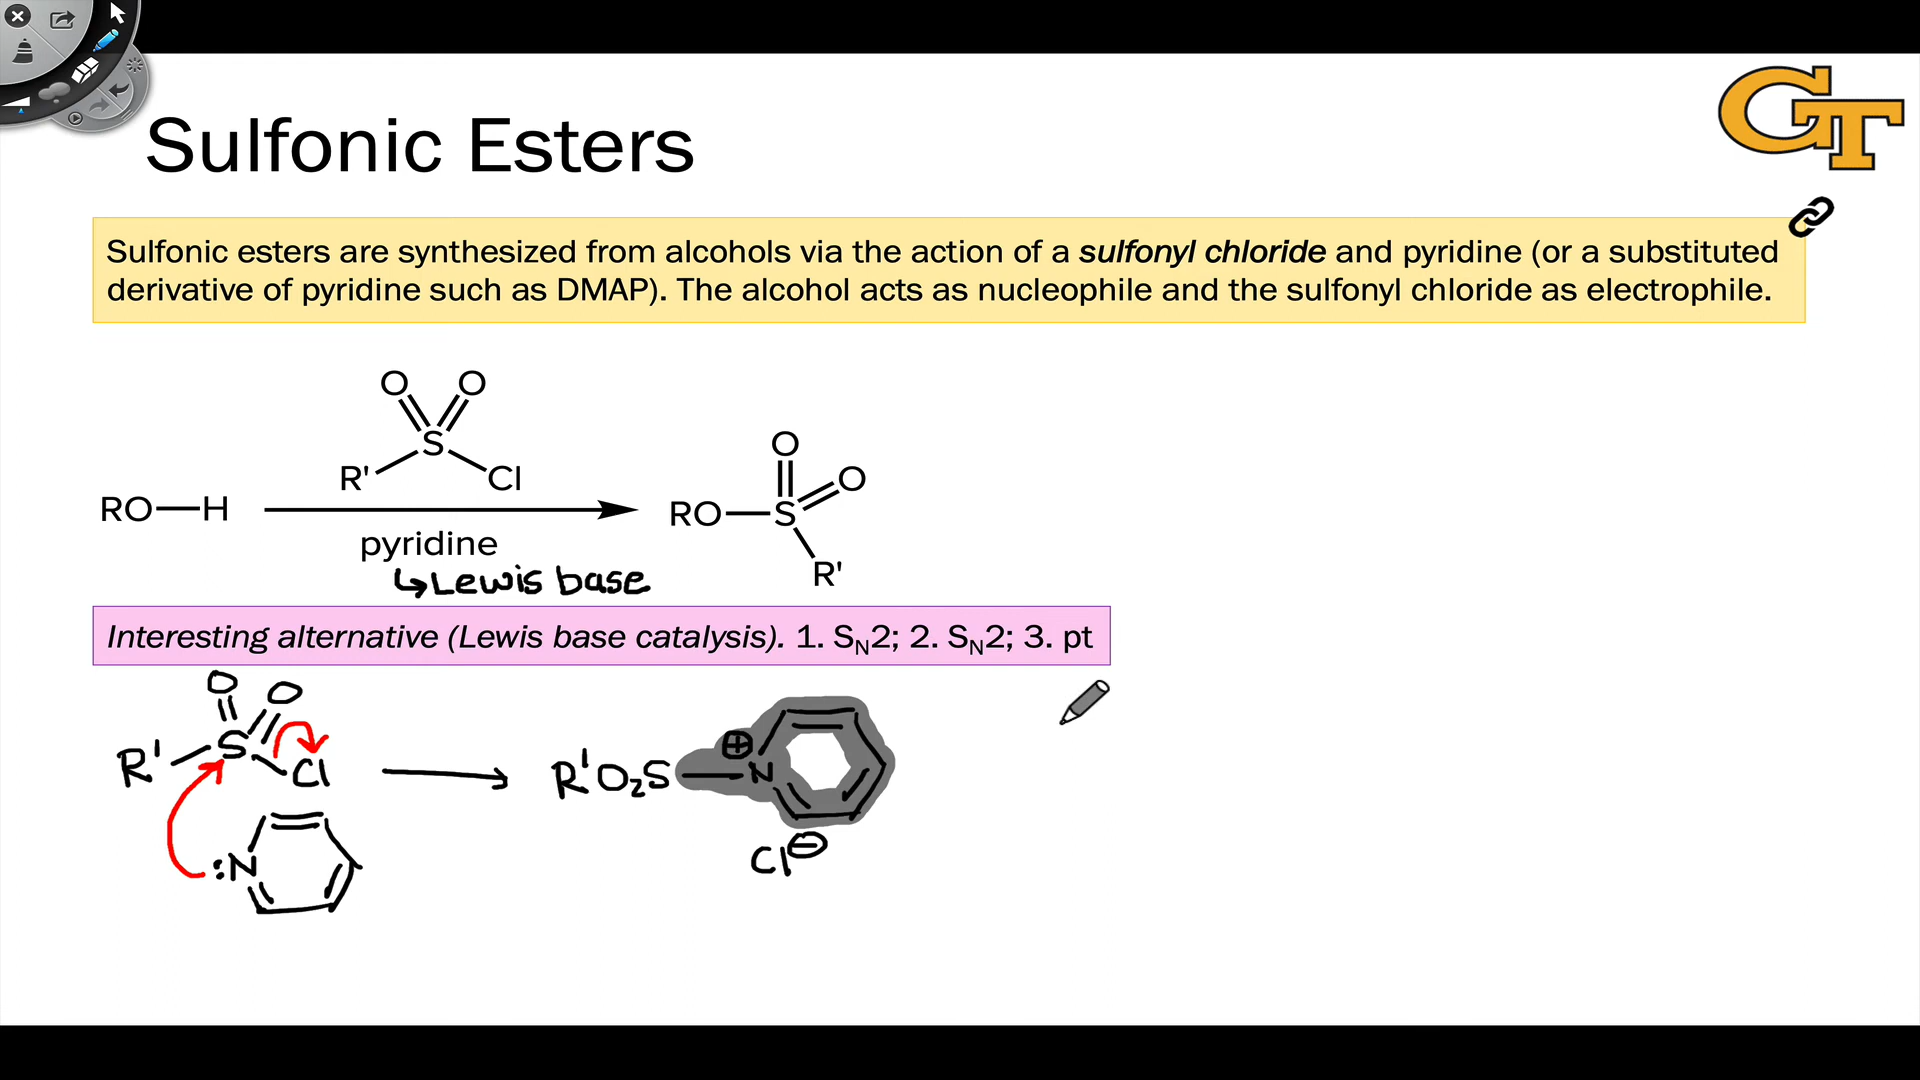 GT
Sulfonic Esters
Sulfonic esters are synthesized from alcohols via the action of a sulfonyl chloride and pyridine (or a substituted
derivative of pyridine such as DMAP). The alcohol acts as nucleophile and the sulfonyl chloride as electrophile.
O O
S
R' Cl
RO—H
pyridine
↳Lewis base
O
O
RO—S
R'
Interesting alternative (Lewis base catalysis). 1. SN2; 2. SN2; 3. pt
O O
R' S Cl
:N
R'O2S—N ⊕
Cl⊖